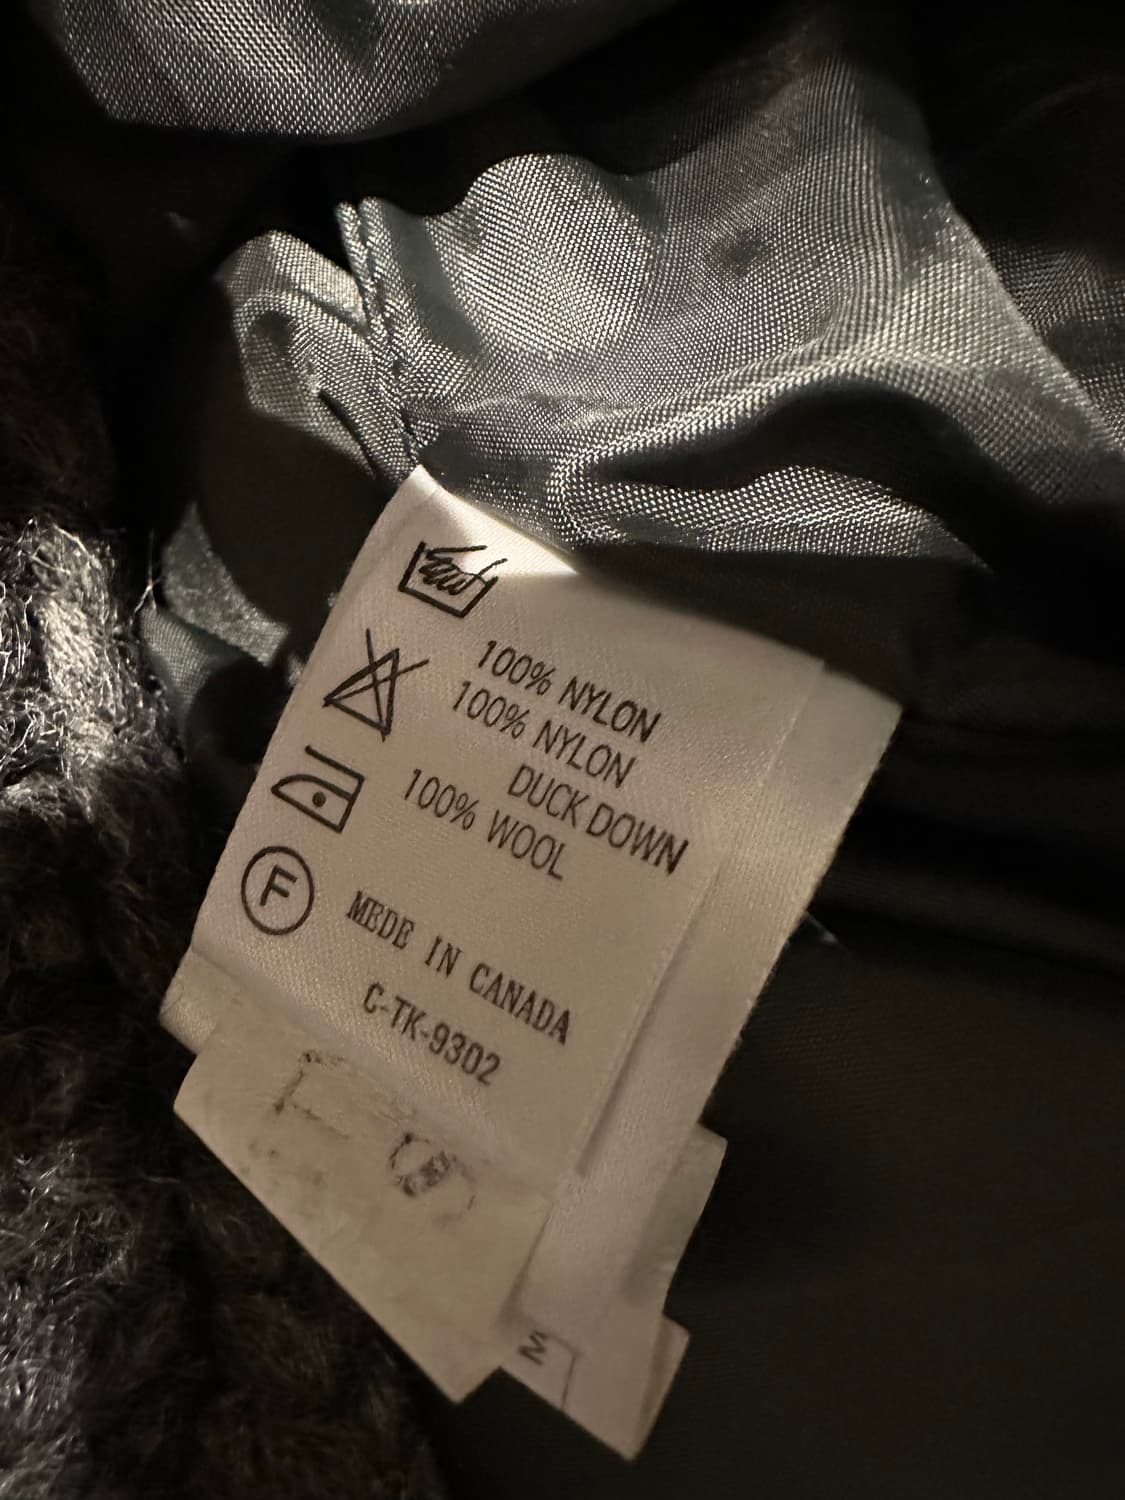 100% NYLON
100% NYLON
DUCK DOWN
100% WOOL
F
MEDE IN CANADA
C-TK-9302
M